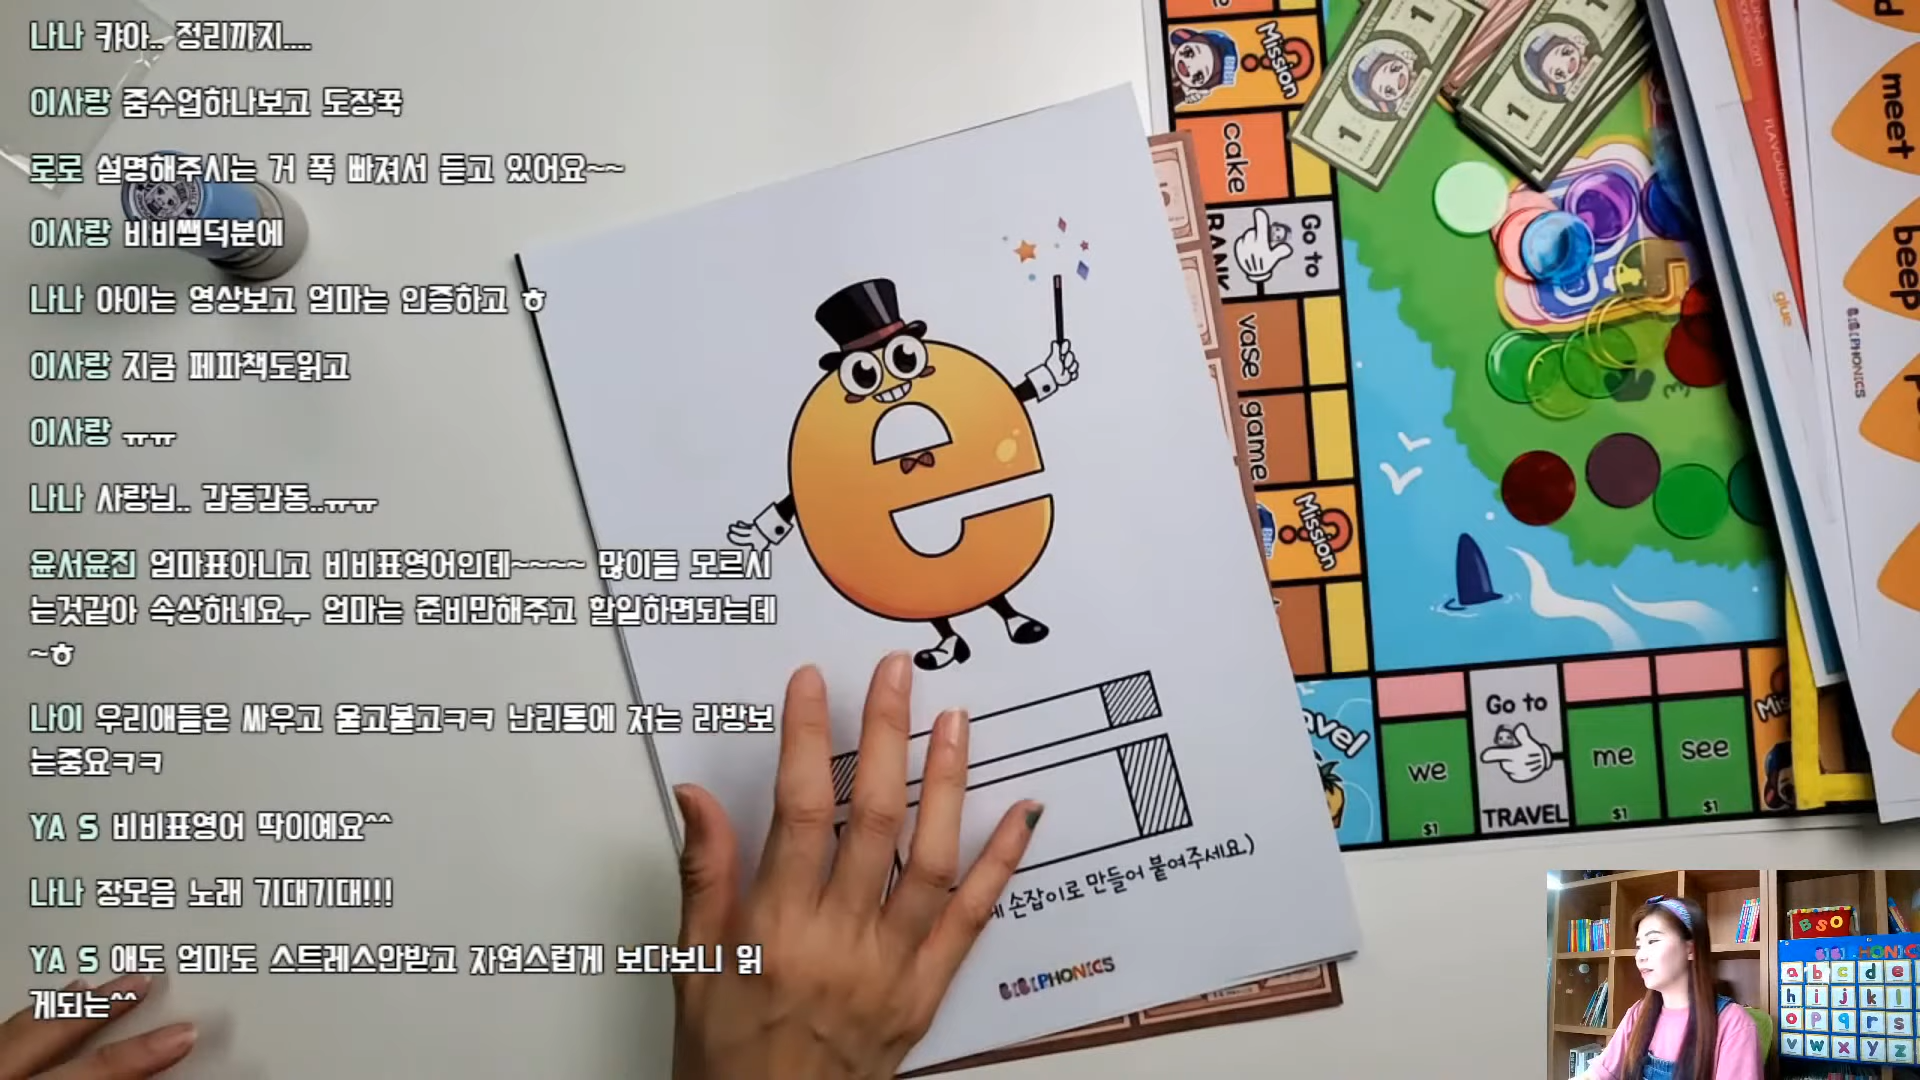 나나 캬아.. 정리까지....
이사랑 줌수업하나보고 도장꾹
로로 설명해주시는 거 푹 빠져서 듣고 있어요~~
이사랑 비비쌤덕분에
나나 아이는 영상보고 엄마는 인증하고 ㅎ
이사랑 지금 페파책도읽고
이사랑 ㅠㅠ
나나 사랑님.. 감동감동..ㅠㅠ
윤서윤진 엄마표아니고 비비표영어인데~~~~ 많이들 모르시
는것같아 속상하네요ㅜ 엄마는 준비만해주고 할일하면되는데
~ㅎ
나이 우리애들은 싸우고 울고불고ㅋㅋ 난리통에 저는 라방보
는중요ㅋㅋ
YA S 비비표영어 딱이예요^^
나나 장모음 노래 기대기대!!!
YA S 애도 엄마도 스트레스안받고 자연스럽게 보다보니 읽
게되는^^
e
손잡이로 만들어 붙여주세요.)
BIBIPHONICS
Mission
cake
Go to
BANK
vase
game
Mission
we
$1
Go to
TRAVEL
me
$1
see
$1
1
1
1
meet
beep
glue
BIBIPHONICS
BSO
a b c d e
h i j k l
o p q r s
v w x y z